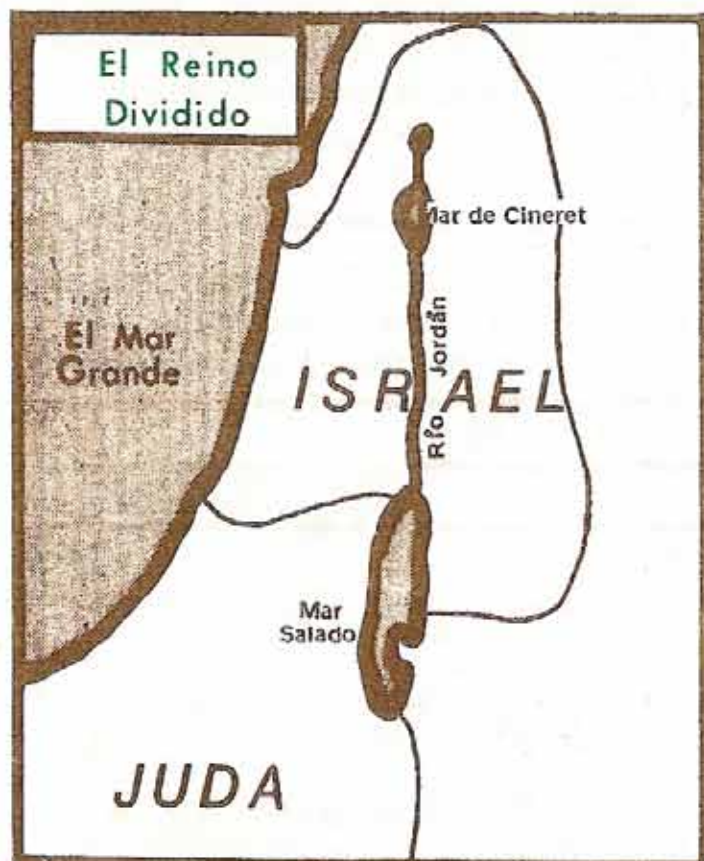 El Reino
Dividido
Mar de Cineret
El Mar
Grande
Río Jordán
ISRAEL
Mar
Salado
JUDA